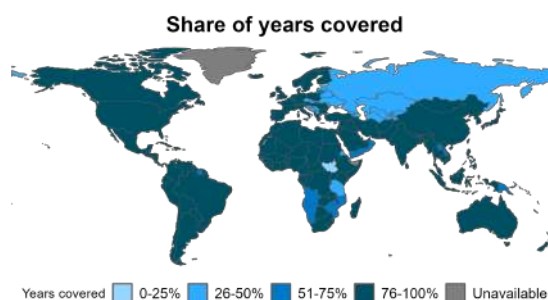 Share of years covered
Years covered 0-25% 26-50% 51-75% 76-100% Unavailable